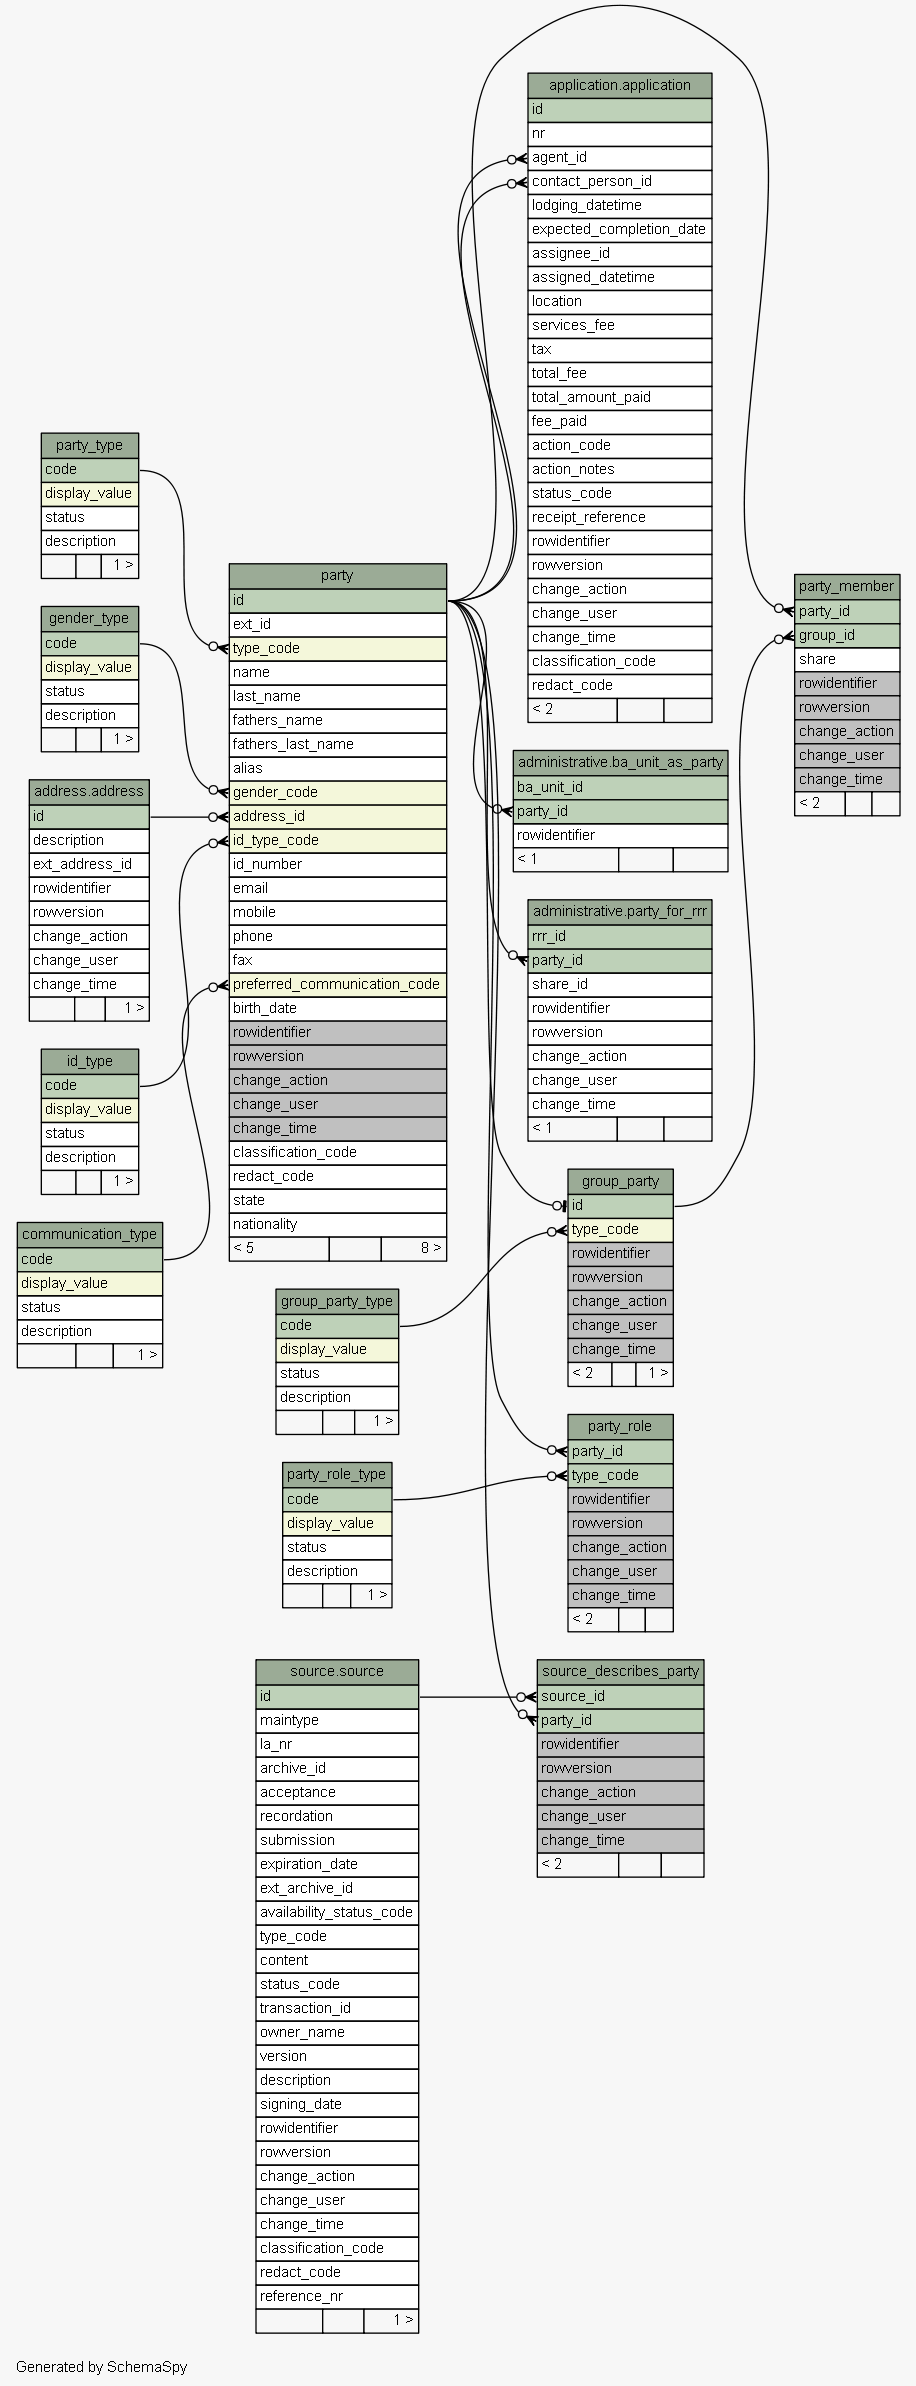 application.application
id
nr
agent_id
contact_person_id
lodging_datetime
expected_completion_date
assignee_id
assigned_datetime
location
services_fee
tax
total_fee
total_amount_paid
fee_paid
action_code
action_notes
status_code
receipt_reference
rowidentifier
rowversion
change_action
change_user
change_time
classification_code
redact_code
< 2
party_type
code
display_value
status
description
1 >
gender_type
code
display_value
status
description
1 >
address.address
id
description
ext_address_id
rowidentifier
rowversion
change_action
change_user
change_time
1 >
id_type
code
display_value
status
description
1 >
communication_type
code
display_value
status
description
1 >
party
id
ext_id
type_code
name
last_name
fathers_name
fathers_last_name
alias
gender_code
address_id
id_type_code
id_number
email
mobile
phone
fax
preferred_communication_code
birth_date
rowidentifier
rowversion
change_action
change_user
change_time
classification_code
redact_code
state
nationality
< 5 8 >
party_member
party_id
group_id
share
rowidentifier
rowversion
change_action
change_user
change_time
< 2
administrative.ba_unit_as_party
ba_unit_id
party_id
rowidentifier
< 1
administrative.party_for_rrr
rrr_id
party_id
share_id
rowidentifier
rowversion
change_action
change_user
change_time
< 1
group_party
id
type_code
rowidentifier
rowversion
change_action
change_user
change_time
< 2 1 >
group_party_type
code
display_value
status
description
1 >
party_role
party_id
type_code
rowidentifier
rowversion
change_action
change_user
change_time
< 2
party_role_type
code
display_value
status
description
1 >
source.source
id
maintype
la_nr
archive_id
acceptance
recordation
submission
expiration_date
ext_archive_id
availability_status_code
type_code
content
status_code
transaction_id
owner_name
version
description
signing_date
rowidentifier
rowversion
change_action
change_user
change_time
classification_code
redact_code
reference_nr
1 >
source_describes_party
source_id
party_id
rowidentifier
rowversion
change_action
change_user
change_time
< 2
Generated by SchemaSpy